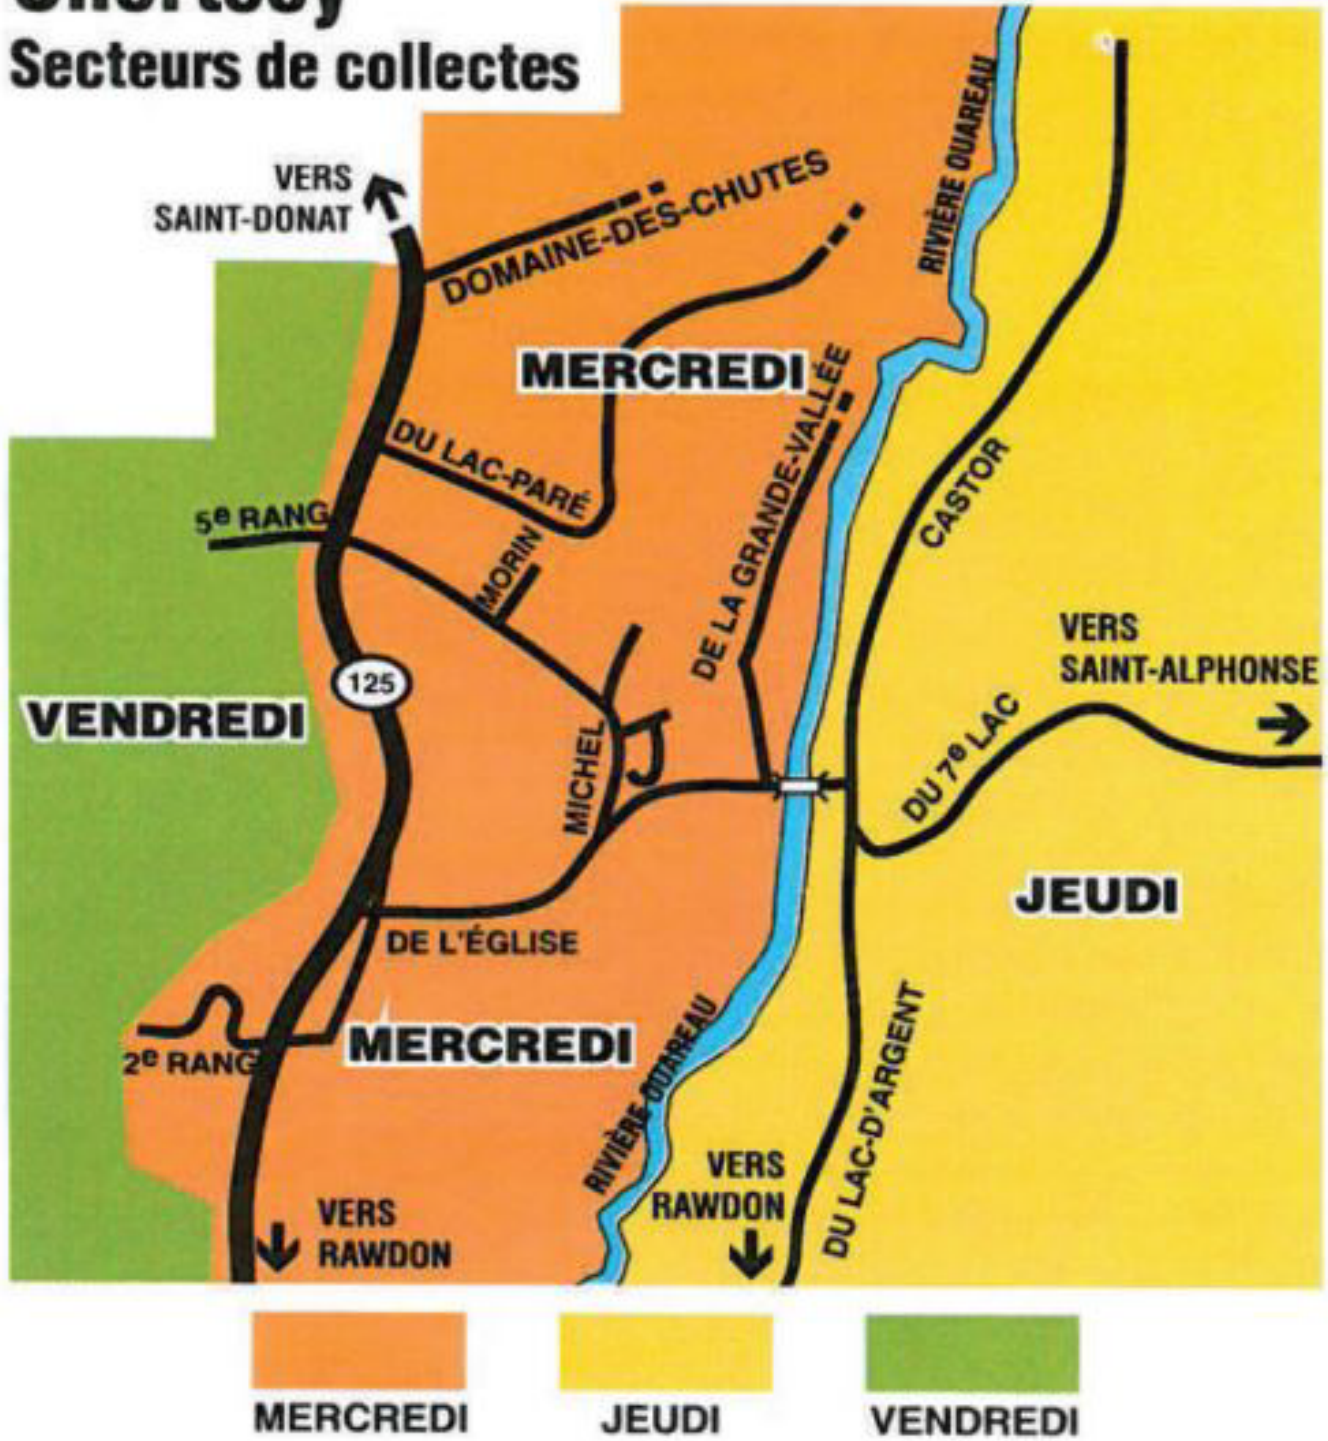 Secteurs de collectes
VERS
SAINT-DONAT
DOMAINE-DES-CHUTES
RIVIÈRE OUAREAU
MERCREDI
DU LAC-PARÉ
5e RANG
MORIN
DE LA GRANDE-VALLÉE
CASTOR
VERS
SAINT-ALPHONSE
125
VENDREDI
MICHEL
DU 7e LAC
JEUDI
DE L'ÉGLISE
MERCREDI
2e RANG
RIVIÈRE OUAREAU
DU LAC-D'ARGENT
VERS
RAWDON
VERS
RAWDON
MERCREDI
JEUDI
VENDREDI